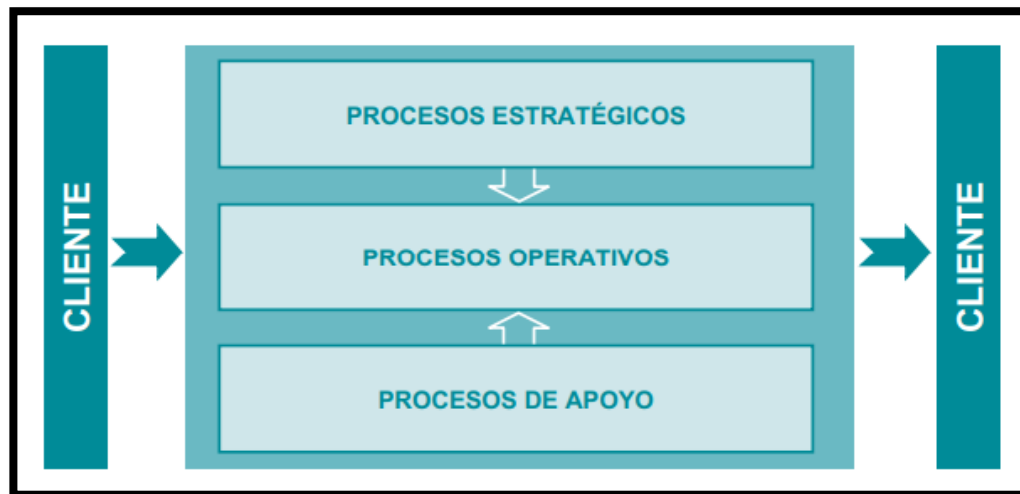 CLIENTE
PROCESOS ESTRATÉGICOS
PROCESOS OPERATIVOS
PROCESOS DE APOYO
CLIENTE